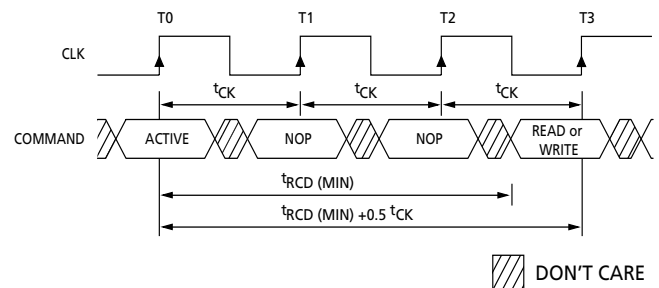 T0 T1 T2 T3
CLK
tCK tCK tCK
COMMAND ACTIVE NOP NOP READ or
WRITE
tRCD (MIN)
tRCD (MIN) +0.5 tCK
DON'T CARE